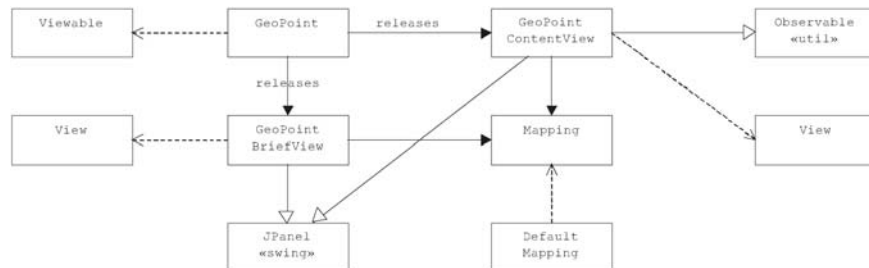 Viewable
GeoPoint
releases
GeoPoint
ContentView
Observable
«util»
releases
View
GeoPoint
BriefView
Mapping
View
JPanel
«swing»
Default
Mapping